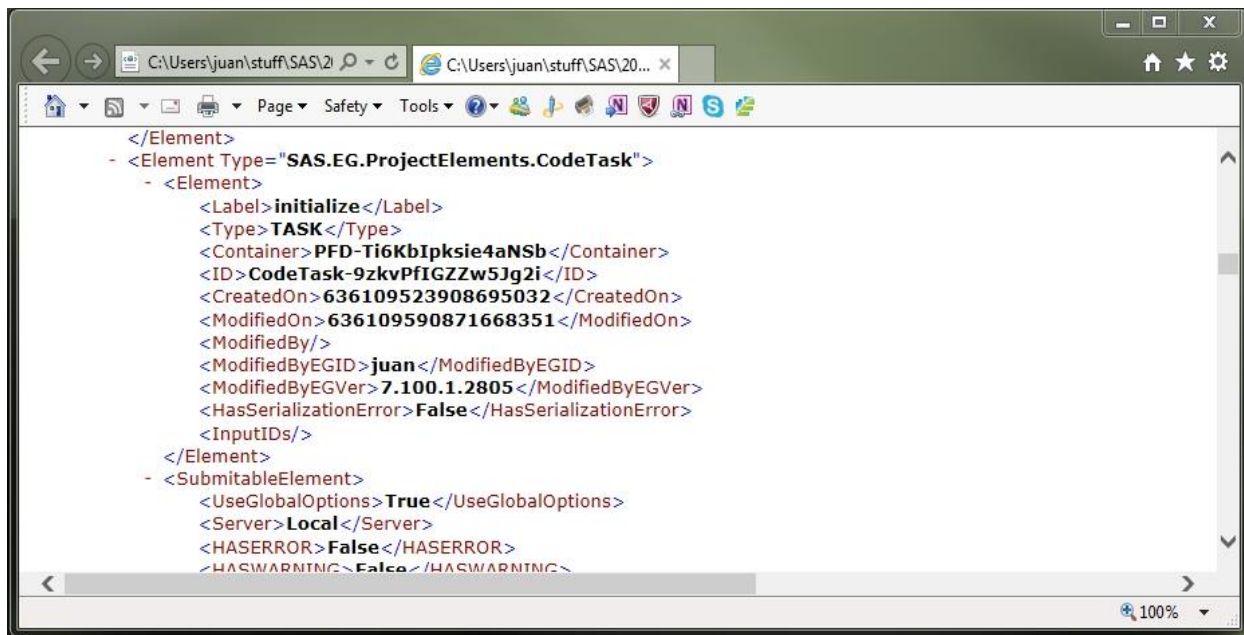 C:\Users\juan\stuff\SAS\2
C:\Users\juan\stuff\SAS\20...
Page Safety Tools
</Element>
- <Element Type="SAS.EG.ProjectElements.CodeTask">
- <Element>
<Label>initialize</Label>
<Type>TASK</Type>
<Container>PFD-Ti6KbIpksie4aNSb</Container>
<ID>CodeTask-9zkvPfIGZZw5Jg2i</ID>
<CreatedOn>636109523908695032</CreatedOn>
<ModifiedOn>636109590871668351</ModifiedOn>
<ModifiedBy/>
<ModifiedByEGID>juan</ModifiedByEGID>
<ModifiedByEGVer>7.100.1.2805</ModifiedByEGVer>
<HasSerializationError>False</HasSerializationError>
<InputIDs/>
</Element>
- <SubmitableElement>
<UseGlobalOptions>True</UseGlobalOptions>
<Server>Local</Server>
<HASERROR>False</HASERROR>
<HASWARNING>False</HASWARNING>
100%